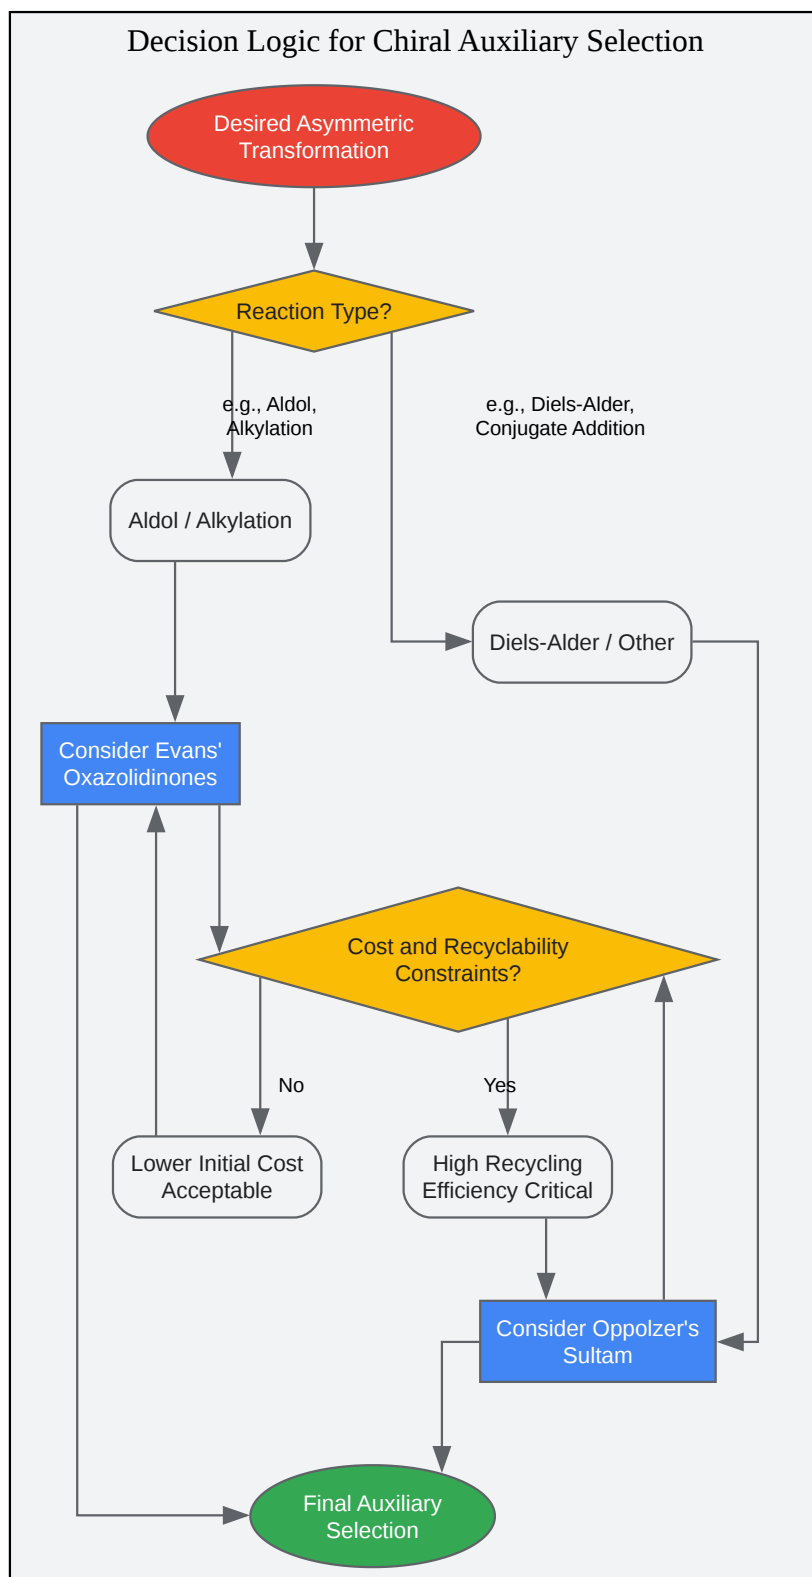 Decision Logic for Chiral Auxiliary Selection
Desired Asymmetric
Transformation
Reaction Type?
e.g., Aldol,
Alkylation
e.g., Diels-Alder,
Conjugate Addition
Aldol / Alkylation
Diels-Alder / Other
Consider Evans'
Oxazolidinones
Cost and Recyclability
Constraints?
No
Yes
Lower Initial Cost
Acceptable
High Recycling
Efficiency Critical
Consider Oppolzer's
Sultam
Final Auxiliary
Selection